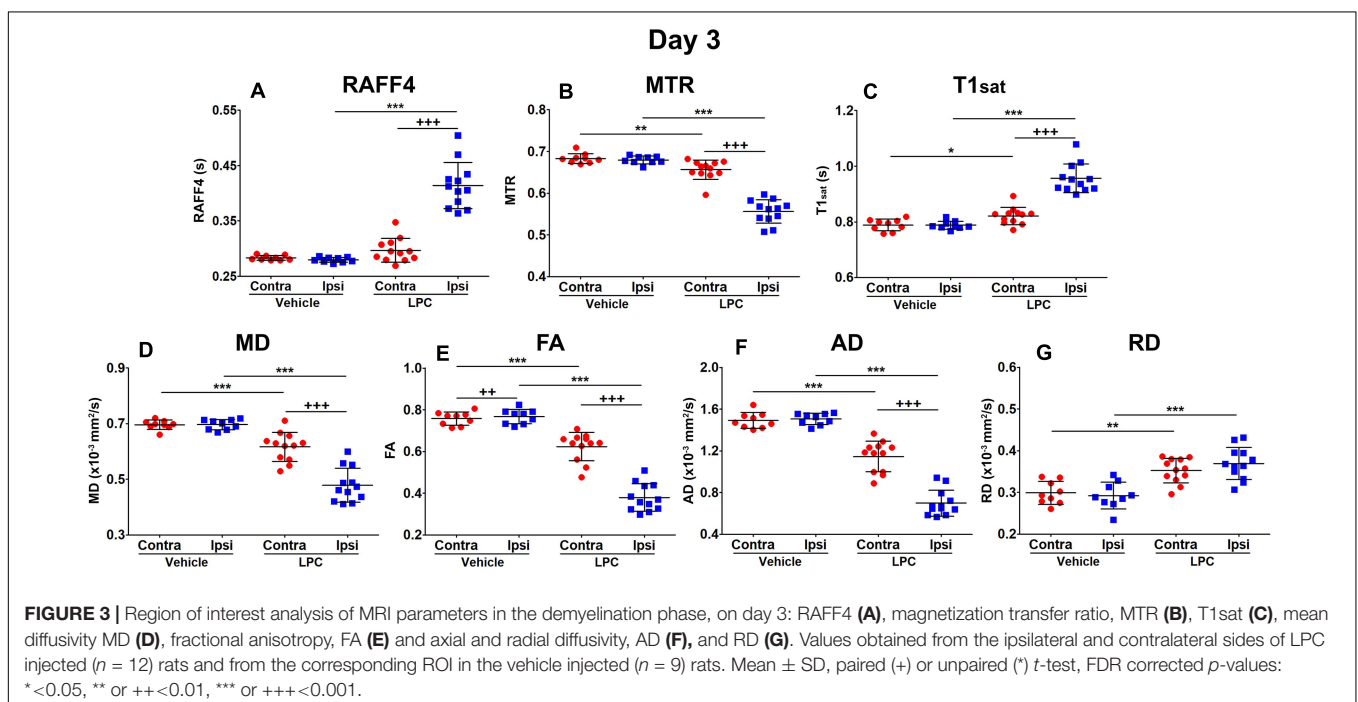 Day 3
A RAFF4
B MTR
C T1sat
0.55
0.45
0.35
0.25
RAFF4 (s)
***
+++
Contra Ipsi Contra Ipsi
Vehicle LPC
0.8
0.7
0.6
0.5
0.4
MTR
***
**
+++
Contra Ipsi Contra Ipsi
Vehicle LPC
1.2
1.0
0.8
0.6
T1sat (s)
***
+++
*
Contra Ipsi Contra Ipsi
Vehicle LPC
D MD
E FA
F AD
G RD
0.9
0.7
0.5
0.3
MD (x10-3 mm2/s)
***
***
+++
Contra Ipsi Contra Ipsi
Vehicle LPC
1.0
0.8
0.6
0.4
0.2
FA
***
++
***
+++
Contra Ipsi Contra Ipsi
Vehicle LPC
2.0
1.6
1.2
0.8
0.4
AD (x10-3 mm2/s)
***
***
+++
Contra Ipsi Contra Ipsi
Vehicle LPC
0.6
0.5
0.4
0.3
0.2
RD (x10-3 mm2/s)
***
**
Contra Ipsi Contra Ipsi
Vehicle LPC
FIGURE 3 | Region of interest analysis of MRI parameters in the demyelination phase, on day 3: RAFF4 (A), magnetization transfer ratio, MTR (B), T1sat (C), mean
diffusivity MD (D), fractional anisotropy, FA (E) and axial and radial diffusivity, AD (F), and RD (G). Values obtained from the ipsilateral and contralateral sides of LPC
injected (n = 12) rats and from the corresponding ROI in the vehicle injected (n = 9) rats. Mean ± SD, paired (+) or unpaired (*) t-test, FDR corrected p-values:
*<0.05, ** or ++<0.01, *** or +++<0.001.